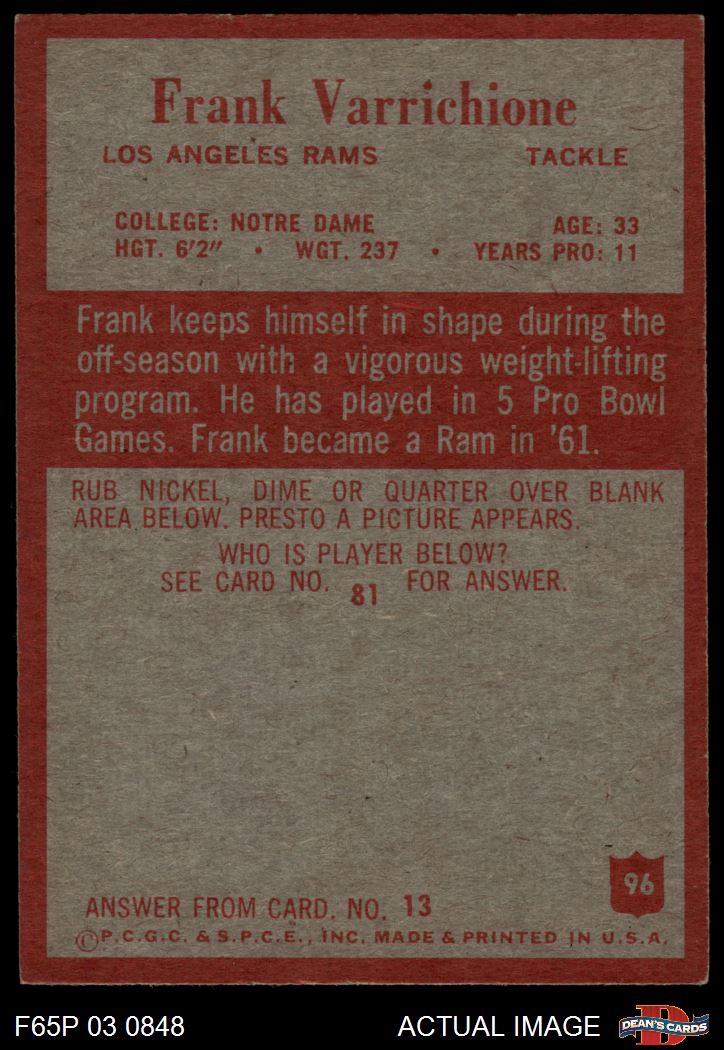 Frank Varrichione
LOS ANGELES RAMS TACKLE
COLLEGE: NOTRE DAME AGE: 33
HGT. 6'2" • WGT. 237 • YEARS PRO: 11
Frank keeps himself in shape during the
off-season with a vigorous weight-lifting
program. He has played in 5 Pro Bowl
Games. Frank became a Ram in '61.
RUB NICKEL, DIME OR QUARTER OVER BLANK
AREA BELOW. PRESTO A PICTURE APPEARS.
WHO IS PLAYER BELOW?
SEE CARD NO. 81 FOR ANSWER.
96
ANSWER FROM CARD. NO. 13
©P.C.G.C. & S.P.C.E., INC. MADE & PRINTED IN U.S.A.
F65P 03 0848 ACTUAL IMAGE
D
DEAN'S CARDS